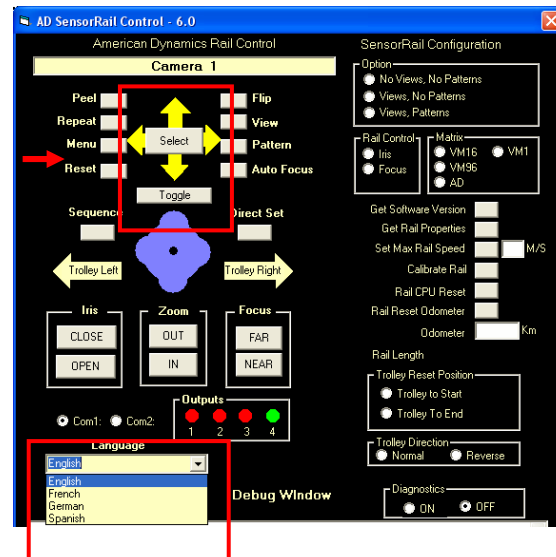 AD SensorRail Control - 6.0
American Dynamics Rail Control
Camera 1
Peel
Flip
Repeat
View
Menu
Select
Pattern
Reset
Auto Focus
Toggle
Sequence
Direct Set
Trolley Left
Trolley Right
Iris
Zoom
Focus
CLOSE
OUT
FAR
OPEN
IN
NEAR
Outputs
Com1:
Com2:
1 2 3 4
Language
English
English
French
German
Spanish
Debug WIndow
SensorRail Configuration
Option
No Views, No Patterns
Views, No Patterns
Views, Patterns
Rail Control
Iris
Focus
Matrix
VM16
VM1
VM96
AD
Get Software Version
Get Rail Properties
Set Max Rail Speed
M/S
Calibrate Rail
Rail CPU Reset
Rail Reset Odometer
Odometer
Km
Rail Length
Trolley Reset Position
Trolley to Start
Trolley To End
Trolley Direction
Normal
Reverse
Diagnostics
ON
OFF